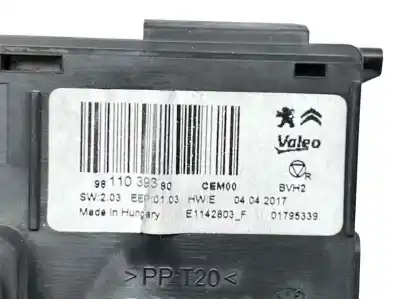 Valeo
98 110 393 80 CEM00
R
BVH2
SW:2.03 EEP:01.03 HW:E 04.04.2017
Made in Hungary E1142803_F 01795339
>PP.T20<